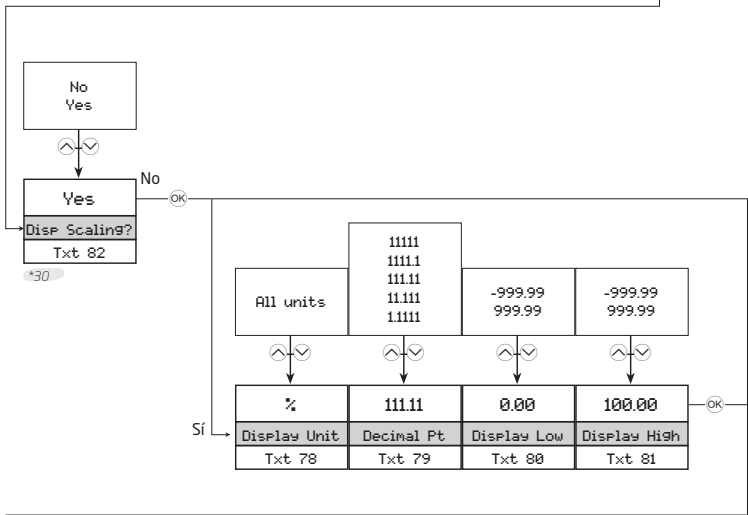 No
Yes
No
Yes
OK
Disp Scaling?
Txt 82
*30
All units
11111
1111.1
111.11
11.111
1.1111
-999.99
999.99
-999.99
999.99
%
111.11
0.00
100.00
OK
Sí
Display Unit
Decimal Pt
Display Low
Display High
Txt 78
Txt 79
Txt 80
Txt 81